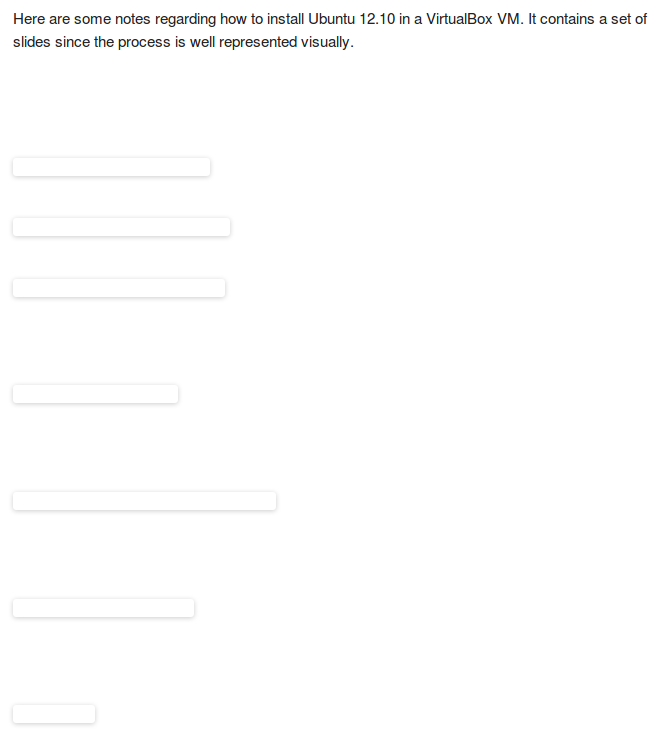 Here are some notes regarding how to install Ubuntu 12.10 in a VirtualBox VM. It contains a set of
slides since the process is well represented visually.